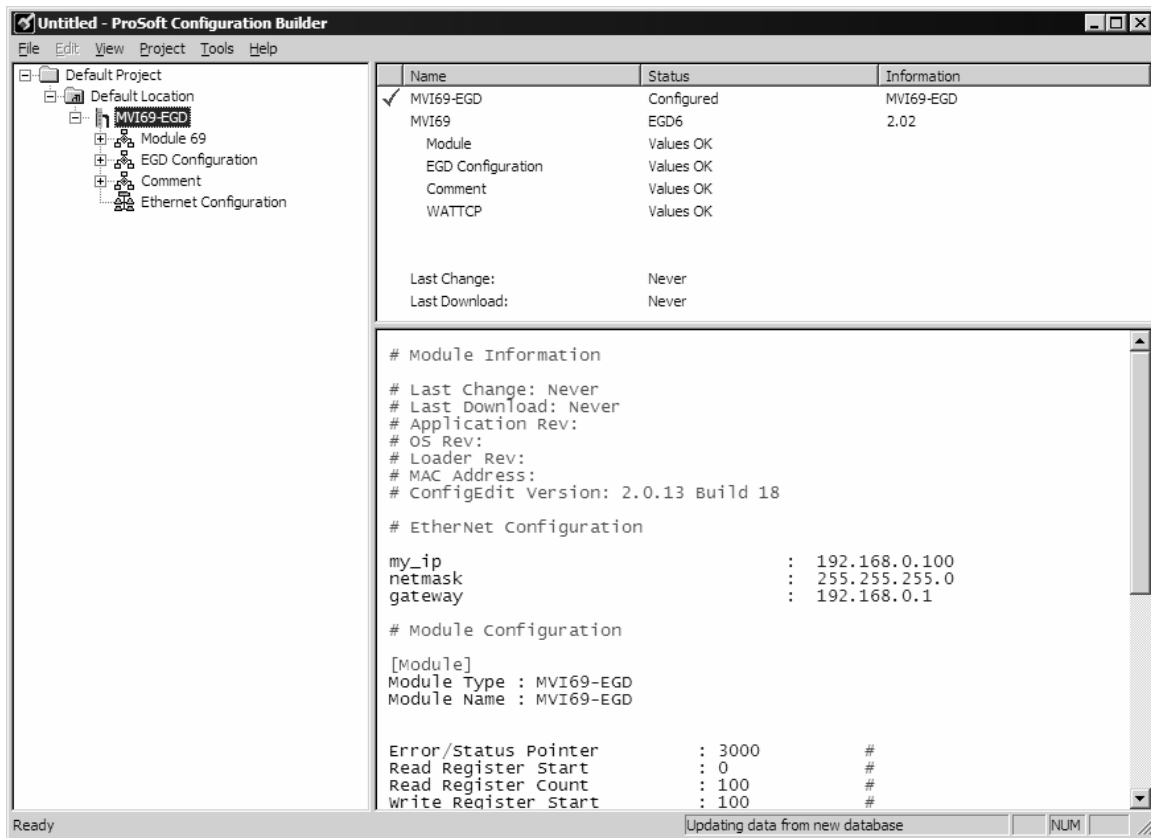 Untitled - ProSoft Configuration Builder
File Edit View Project Tools Help
Default Project
Default Location
MVI69-EGD
Module 69
EGD Configuration
Comment
Ethernet Configuration
Name Status Information
MVI69-EGD Configured MVI69-EGD
MVI69 EGD6 2.02
Module Values OK
EGD Configuration Values OK
Comment Values OK
WATTCP Values OK
Last Change: Never
Last Download: Never
# Module Information
# Last Change: Never
# Last Download: Never
# Application Rev:
# OS Rev:
# Loader Rev:
# MAC Address:
# ConfigEdit Version: 2.0.13 Build 18
# EtherNet Configuration
my_ip : 192.168.0.100
netmask : 255.255.255.0
gateway : 192.168.0.1
# Module Configuration
[Module]
Module Type : MVI69-EGD
Module Name : MVI69-EGD
Error/Status Pointer : 3000 #
Read Register Start : 0 #
Read Register Count : 100 #
Write Register Start : 100 #
Ready Updating data from new database NUM